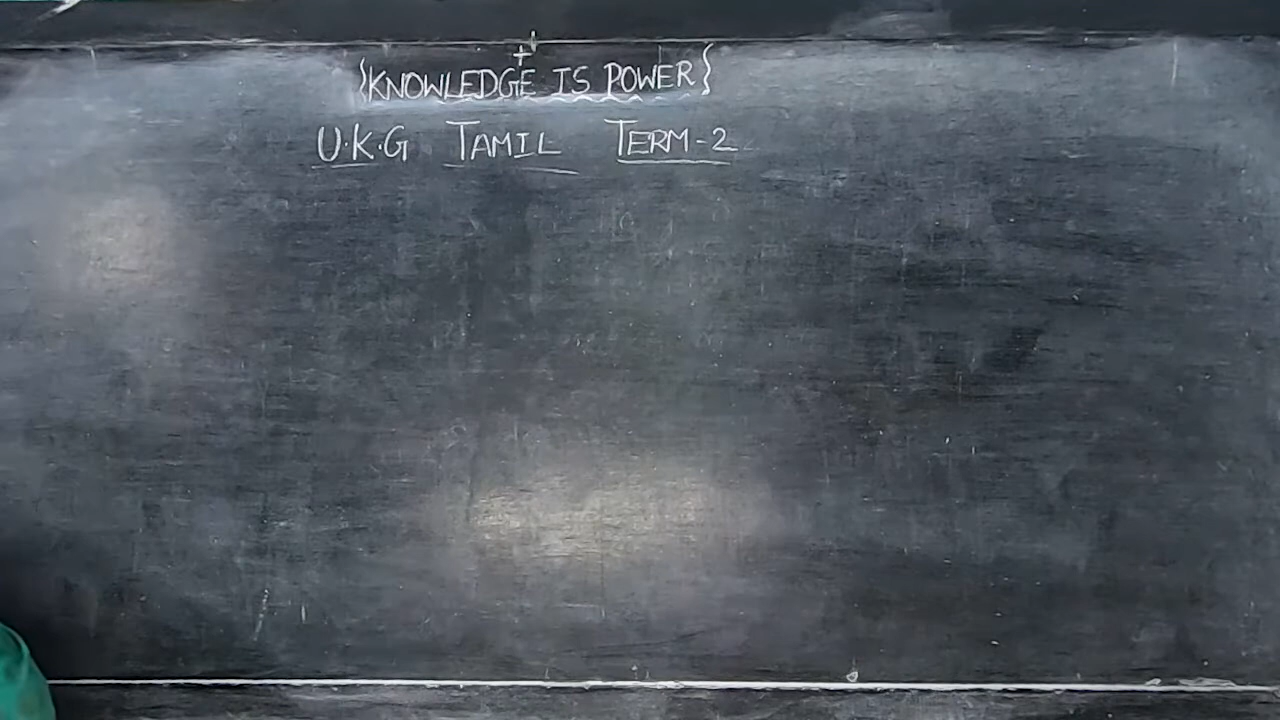 +
{KNOWLEDGE IS POWER}
U.K.G TAMIL TERM-2